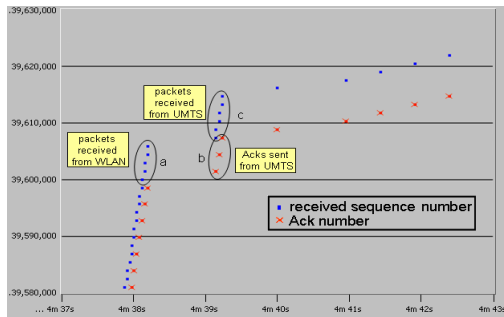 .39,630,000
.39,620,000
.39,610,000
.39,600,000
.39,590,000
.39,580,000
packets
received
from UMTS
c
packets
received
from WLAN
a
b
Acks sent
from UMTS
received sequence number
Ack number
... 4m 37s
4m 38s
4m 39s
4m 40s
4m 41s
4m 42s
4m 43s